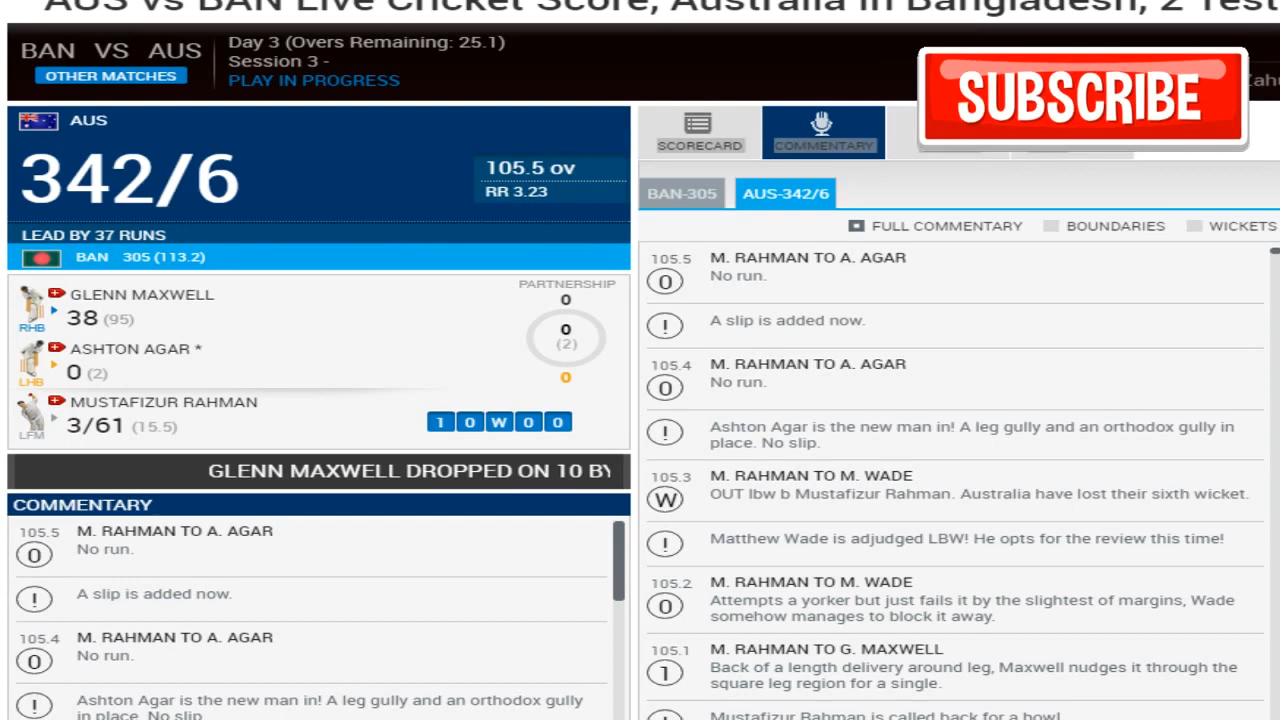 AUS vs BAN Live Cricket Score, Australia in Bangladesh, 2 Test
BAN VS AUS
OTHER MATCHES
Day 3 (Overs Remaining: 25.1)
Session 3 -
PLAY IN PROGRESS
SUBSCRIBE
AUS
342/6
105.5 ov
RR 3.23
LEAD BY 37 RUNS
BAN 305 (113.2)
GLENN MAXWELL
38 (95)
RHB
ASHTON AGAR *
0 (2)
LHB
MUSTAFIZUR RAHMAN
3/61 (15.5)
LFM
PARTNERSHIP
0
0
(2)
0
1 0 W 0 0
GLENN MAXWELL DROPPED ON 10 BY
COMMENTARY
105.5 M. RAHMAN TO A. AGAR
0 No run.
! A slip is added now.
105.4 M. RAHMAN TO A. AGAR
0 No run.
! Ashton Agar is the new man in! A leg gully and an orthodox gully
in place. No slip
SCORECARD
COMMENTARY
BAN-305 AUS-342/6
FULL COMMENTARY BOUNDARIES WICKETS
105.5 M. RAHMAN TO A. AGAR
0 No run.
! A slip is added now.
105.4 M. RAHMAN TO A. AGAR
0 No run.
! Ashton Agar is the new man in! A leg gully and an orthodox gully in
place. No slip.
105.3 M. RAHMAN TO M. WADE
W OUT lbw b Mustafizur Rahman. Australia have lost their sixth wicket.
! Matthew Wade is adjudged LBW! He opts for the review this time!
105.2 M. RAHMAN TO M. WADE
0 Attempts a yorker but just fails it by the slightest of margins, Wade
somehow manages to block it away.
105.1 M. RAHMAN TO G. MAXWELL
1 Back of a length delivery around leg, Maxwell nudges it through the
square leg region for a single.
Mustafizur Rahman is called back for a bowl